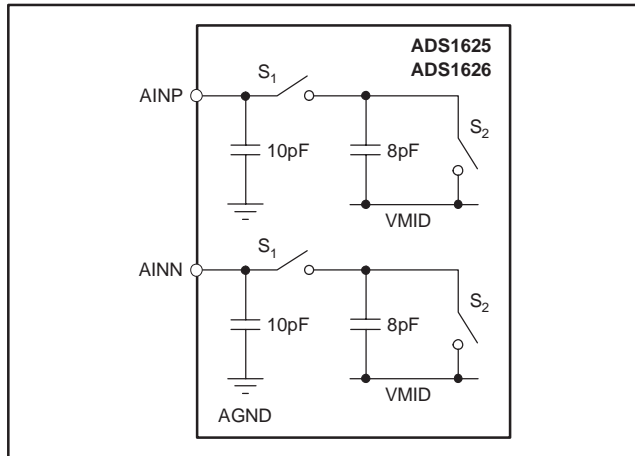 ADS1625
ADS1626
S1
AINP
S2
10pF
8pF
VMID
S1
AINN
S2
10pF
8pF
VMID
AGND